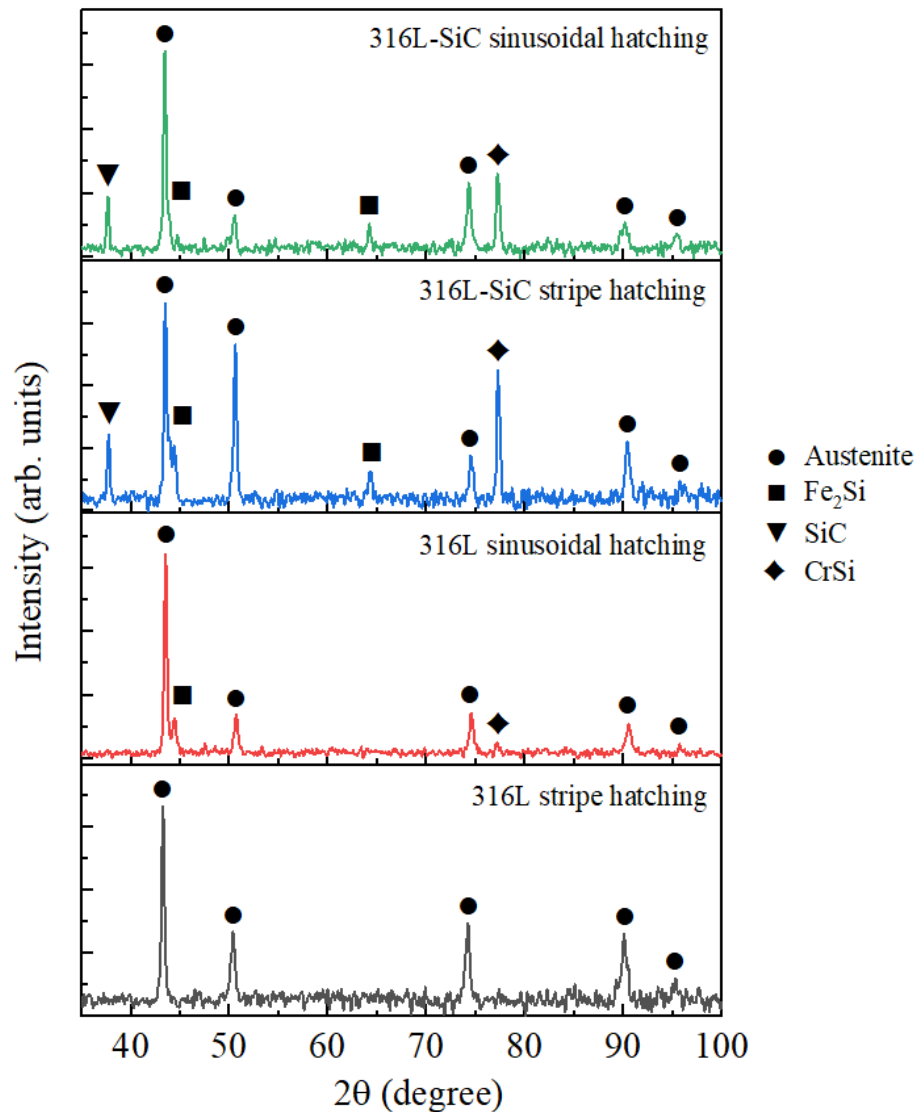 316L-SiC sinusoidal hatching
316L-SiC stripe hatching
316L sinusoidal hatching
316L stripe hatching
Intensity (arb. units)
40 50 60 70 80 90 100
2θ (degree)
Austenite
Fe₂Si
SiC
CrSi